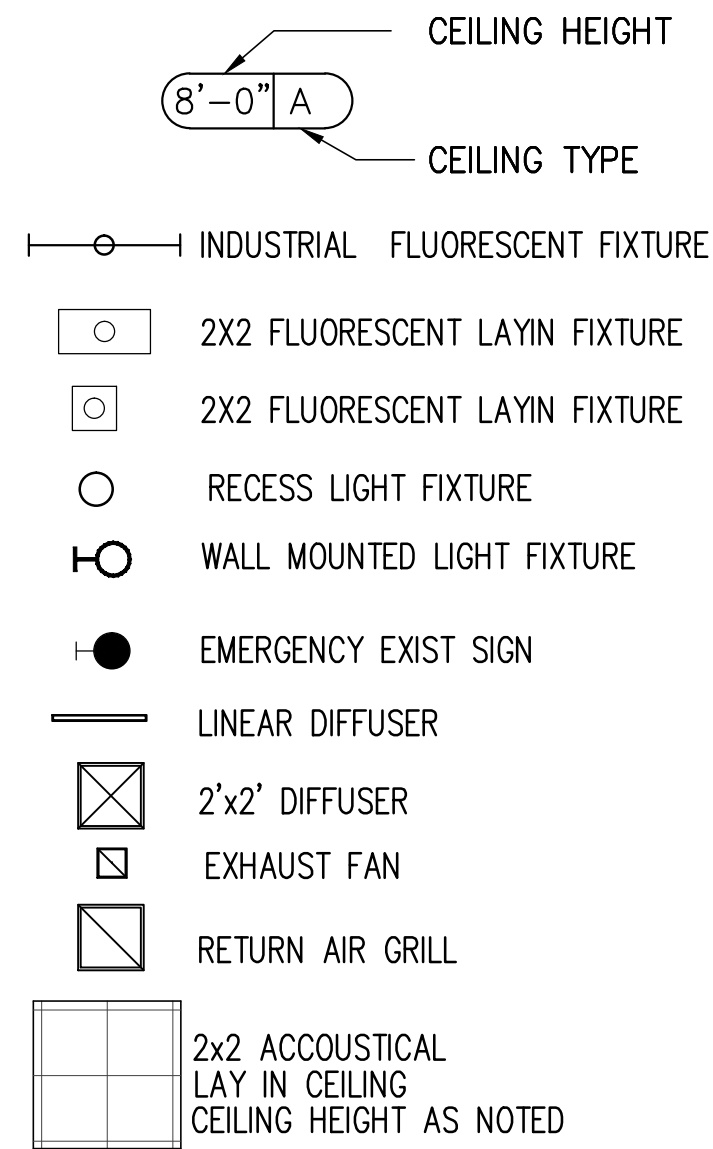 CEILING HEIGHT
8'-0" A
CEILING TYPE
INDUSTRIAL FLUORESCENT FIXTURE
2X2 FLUORESCENT LAYIN FIXTURE
2X2 FLUORESCENT LAYIN FIXTURE
RECESS LIGHT FIXTURE
WALL MOUNTED LIGHT FIXTURE
EMERGENCY EXIST SIGN
LINEAR DIFFUSER
2'x2' DIFFUSER
EXHAUST FAN
RETURN AIR GRILL
2x2 ACCOUSTICAL
LAY IN CEILING
CEILING HEIGHT AS NOTED